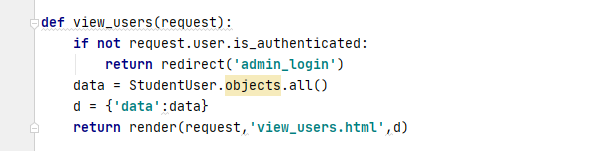 def view_users(request):
    if not request.user.is_authenticated:
        return redirect('admin_login')
    data = StudentUser.objects.all()
    d = {'data':data}
    return render(request,'view_users.html',d)